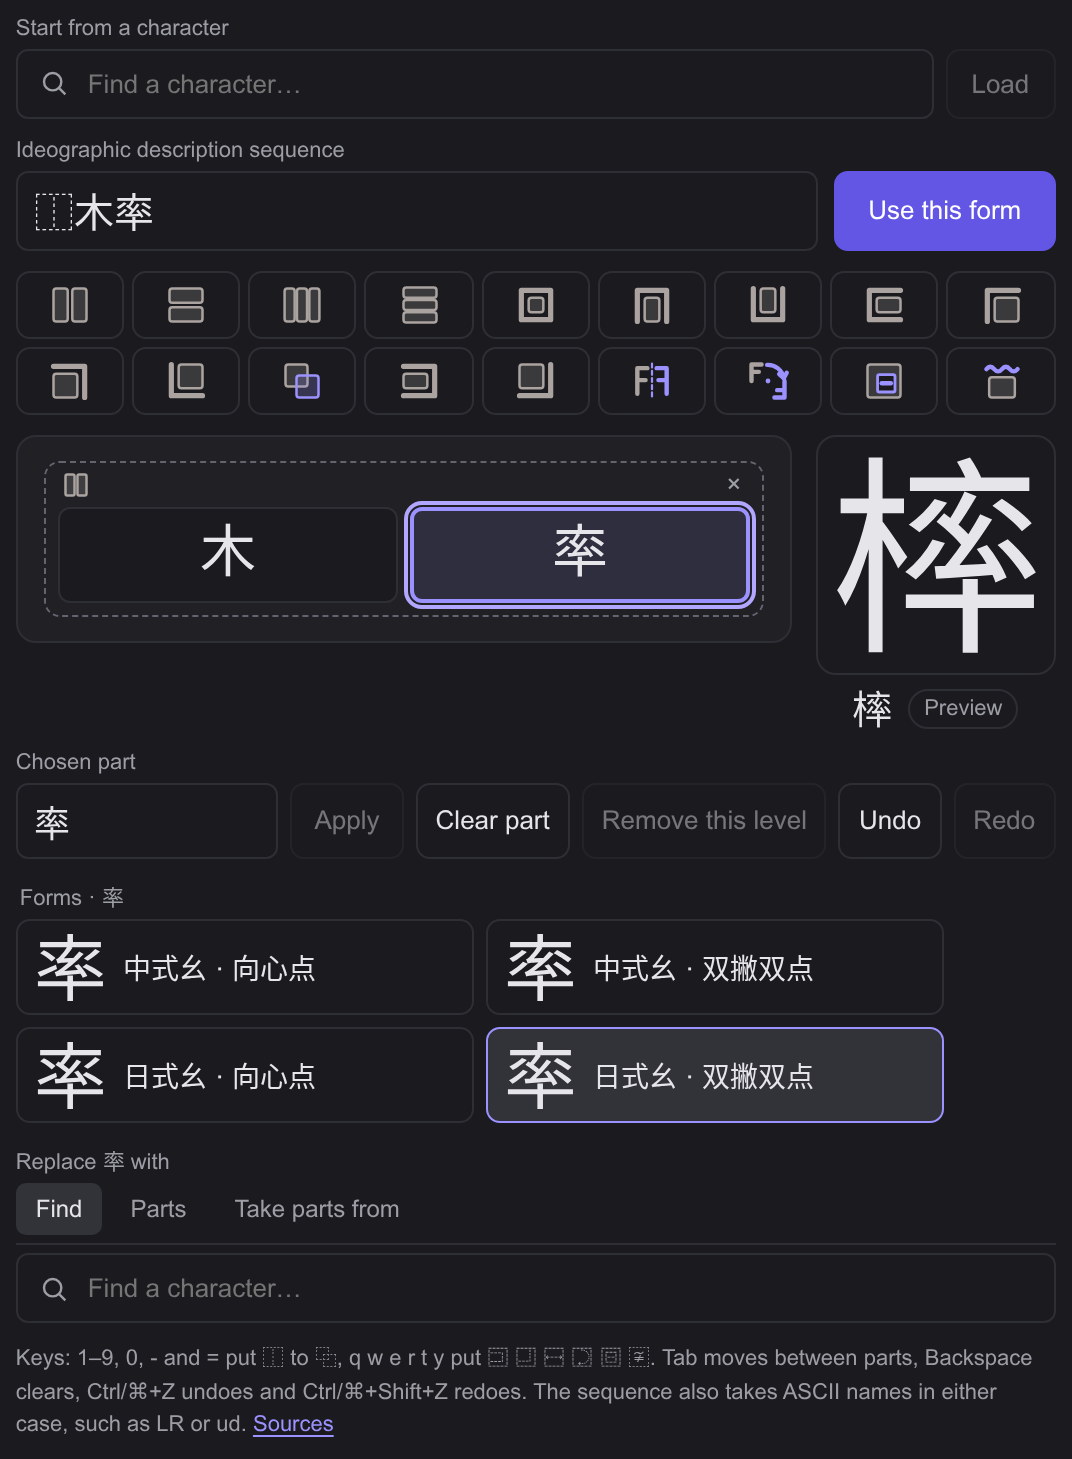 Start from a character
Find a character…
Load
Ideographic description sequence
⿰木率
Use this form
木
率
×
榁
Preview
Chosen part
率
Apply
Clear part
Remove this level
Undo
Redo
Forms · 率
率 中式幺 · 向心点
率 中式幺 · 双撇双点
率 日式幺 · 向心点
率 日式幺 · 双撇双点
Replace 率 with
Find
Parts
Take parts from
Find a character…
Keys: 1–9, 0, - and = put ⿰ to ⿻, q w e r t y put ⿼ ⿽ ⿾ ⿿ ㇯ 〾. Tab moves between parts, Backspace
clears, Ctrl/⌘+Z undoes and Ctrl/⌘+Shift+Z redoes. The sequence also takes ASCII names in either
case, such as LR or ud. Sources